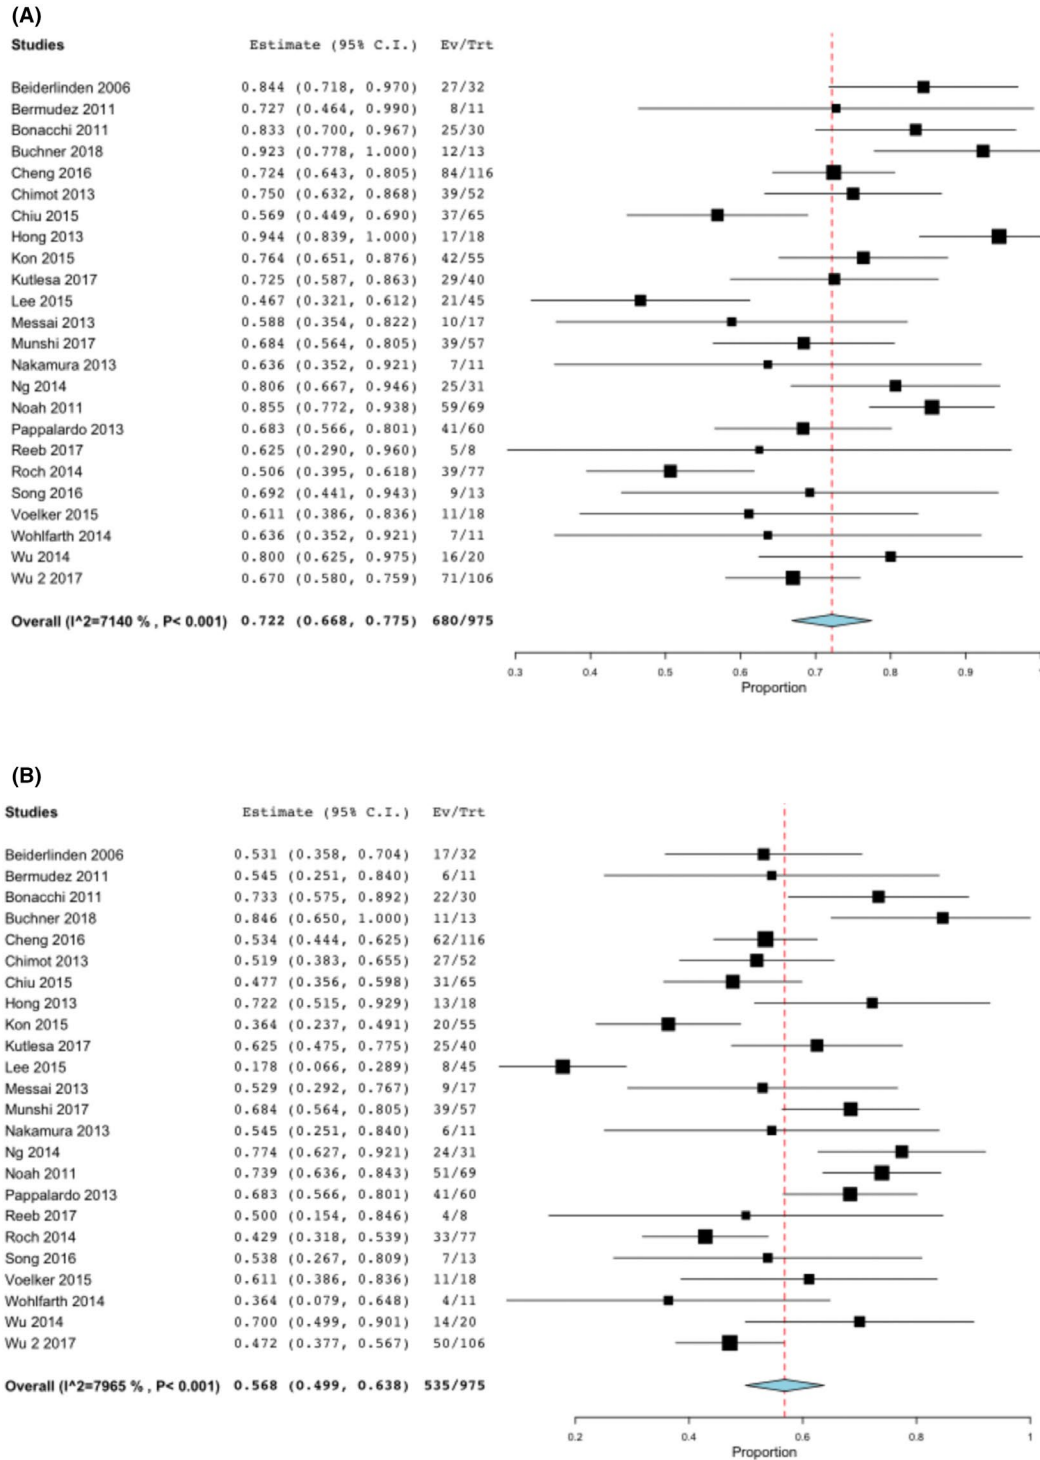 (A)
Studies Estimate (95% C.I.) Ev/Trt
Beiderlinden 2006 0.844 (0.718, 0.970) 27/32
Bermudez 2011 0.727 (0.464, 0.990) 8/11
Bonacchi 2011 0.833 (0.700, 0.967) 25/30
Buchner 2018 0.923 (0.778, 1.000) 12/13
Cheng 2016 0.724 (0.643, 0.805) 84/116
Chimot 2013 0.750 (0.632, 0.868) 39/52
Chiu 2015 0.569 (0.449, 0.690) 37/65
Hong 2013 0.944 (0.839, 1.000) 17/18
Kon 2015 0.764 (0.651, 0.876) 42/55
Kutlesa 2017 0.725 (0.587, 0.863) 29/40
Lee 2015 0.467 (0.321, 0.612) 21/45
Messai 2013 0.588 (0.354, 0.822) 10/17
Munshi 2017 0.684 (0.564, 0.805) 39/57
Nakamura 2013 0.636 (0.352, 0.921) 7/11
Ng 2014 0.806 (0.667, 0.946) 25/31
Noah 2011 0.855 (0.772, 0.938) 59/69
Pappalardo 2013 0.683 (0.566, 0.801) 41/60
Reeb 2017 0.625 (0.290, 0.960) 5/8
Roch 2014 0.506 (0.395, 0.618) 39/77
Song 2016 0.692 (0.441, 0.943) 9/13
Voelker 2015 0.611 (0.386, 0.836) 11/18
Wohlfarth 2014 0.636 (0.352, 0.921) 7/11
Wu 2014 0.800 (0.625, 0.975) 16/20
Wu 2 2017 0.670 (0.580, 0.759) 71/106
Overall (I^2=7140 % , P< 0.001) 0.722 (0.668, 0.775) 680/975
0.3 0.4 0.5 0.6 0.7 0.8 0.9
Proportion
(B)
Studies Estimate (95% C.I.) Ev/Trt
Beiderlinden 2006 0.531 (0.358, 0.704) 17/32
Bermudez 2011 0.545 (0.251, 0.840) 6/11
Bonacchi 2011 0.733 (0.575, 0.892) 22/30
Buchner 2018 0.846 (0.650, 1.000) 11/13
Cheng 2016 0.534 (0.444, 0.625) 62/116
Chimot 2013 0.519 (0.383, 0.655) 27/52
Chiu 2015 0.477 (0.356, 0.598) 31/65
Hong 2013 0.722 (0.515, 0.929) 13/18
Kon 2015 0.364 (0.237, 0.491) 20/55
Kutlesa 2017 0.625 (0.475, 0.775) 25/40
Lee 2015 0.178 (0.066, 0.289) 8/45
Messai 2013 0.529 (0.292, 0.767) 9/17
Munshi 2017 0.684 (0.564, 0.805) 39/57
Nakamura 2013 0.545 (0.251, 0.840) 6/11
Ng 2014 0.774 (0.627, 0.921) 24/31
Noah 2011 0.739 (0.636, 0.843) 51/69
Pappalardo 2013 0.683 (0.566, 0.801) 41/60
Reeb 2017 0.500 (0.154, 0.846) 4/8
Roch 2014 0.429 (0.318, 0.539) 33/77
Song 2016 0.538 (0.267, 0.809) 7/13
Voelker 2015 0.611 (0.386, 0.836) 11/18
Wohlfarth 2014 0.364 (0.079, 0.648) 4/11
Wu 2014 0.700 (0.499, 0.901) 14/20
Wu 2 2017 0.472 (0.377, 0.567) 50/106
Overall (I^2=7965 % , P< 0.001) 0.568 (0.499, 0.638) 535/975
0.2 0.4 0.6 0.8 1
Proportion